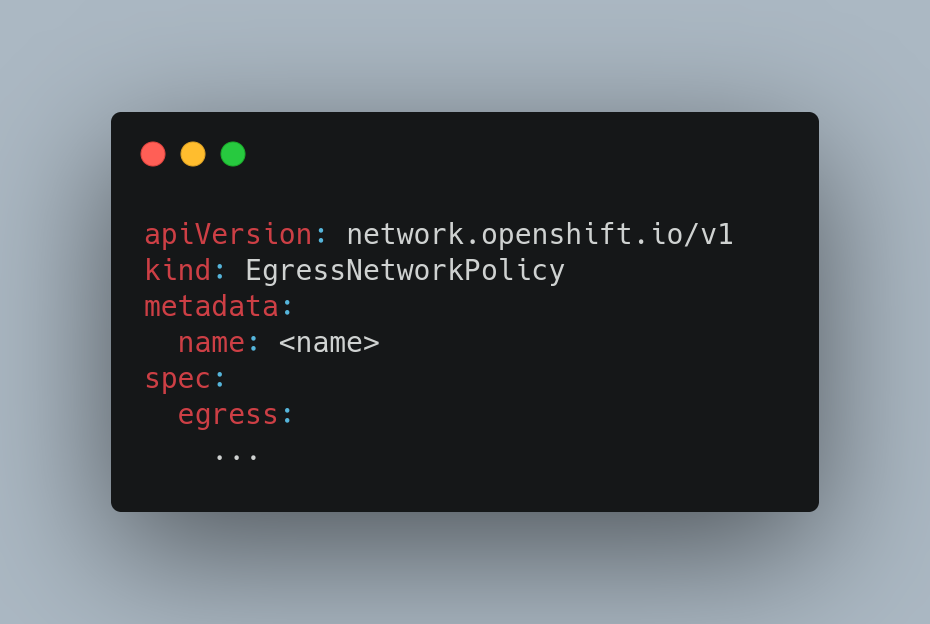 apiVersion: network.openshift.io/v1
kind: EgressNetworkPolicy
metadata:
  name: <name>
spec:
  egress:
    ...